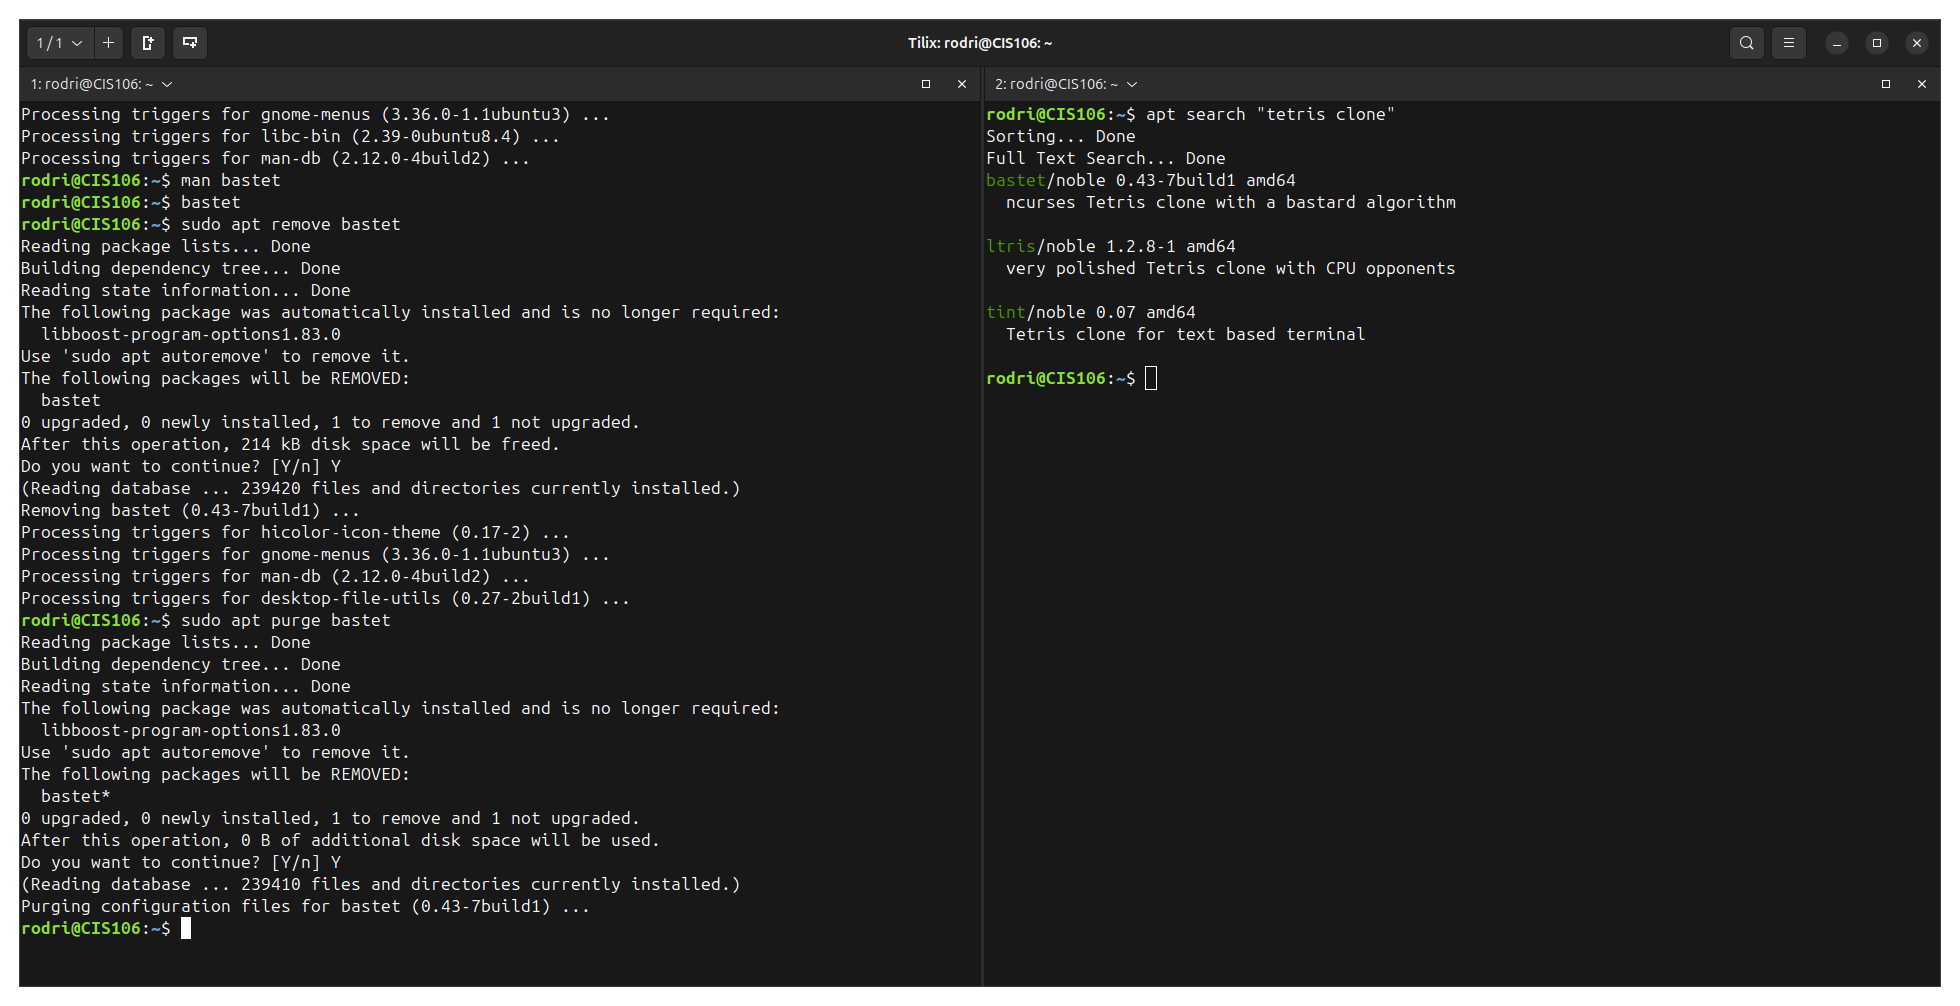 1 / 1
Tilix: rodri@CIS106: ~
1: rodri@CIS106: ~
Processing triggers for gnome-menus (3.36.0-1.1ubuntu3) ...
Processing triggers for libc-bin (2.39-0ubuntu8.4) ...
Processing triggers for man-db (2.12.0-4build2) ...
rodri@CIS106:~$ man bastet
rodri@CIS106:~$ bastet
rodri@CIS106:~$ sudo apt remove bastet
Reading package lists... Done
Building dependency tree... Done
Reading state information... Done
The following package was automatically installed and is no longer required:
  libboost-program-options1.83.0
Use 'sudo apt autoremove' to remove it.
The following packages will be REMOVED:
  bastet
0 upgraded, 0 newly installed, 1 to remove and 1 not upgraded.
After this operation, 214 kB disk space will be freed.
Do you want to continue? [Y/n] Y
(Reading database ... 239420 files and directories currently installed.)
Removing bastet (0.43-7build1) ...
Processing triggers for hicolor-icon-theme (0.17-2) ...
Processing triggers for gnome-menus (3.36.0-1.1ubuntu3) ...
Processing triggers for man-db (2.12.0-4build2) ...
Processing triggers for desktop-file-utils (0.27-2build1) ...
rodri@CIS106:~$ sudo apt purge bastet
Reading package lists... Done
Building dependency tree... Done
Reading state information... Done
The following package was automatically installed and is no longer required:
  libboost-program-options1.83.0
Use 'sudo apt autoremove' to remove it.
The following packages will be REMOVED:
  bastet*
0 upgraded, 0 newly installed, 1 to remove and 1 not upgraded.
After this operation, 0 B of additional disk space will be used.
Do you want to continue? [Y/n] Y
(Reading database ... 239410 files and directories currently installed.)
Purging configuration files for bastet (0.43-7build1) ...
rodri@CIS106:~$
2: rodri@CIS106: ~
rodri@CIS106:~$ apt search "tetris clone"
Sorting... Done
Full Text Search... Done
bastet/noble 0.43-7build1 amd64
  ncurses Tetris clone with a bastard algorithm
ltris/noble 1.2.8-1 amd64
  very polished Tetris clone with CPU opponents
tint/noble 0.07 amd64
  Tetris clone for text based terminal
rodri@CIS106:~$